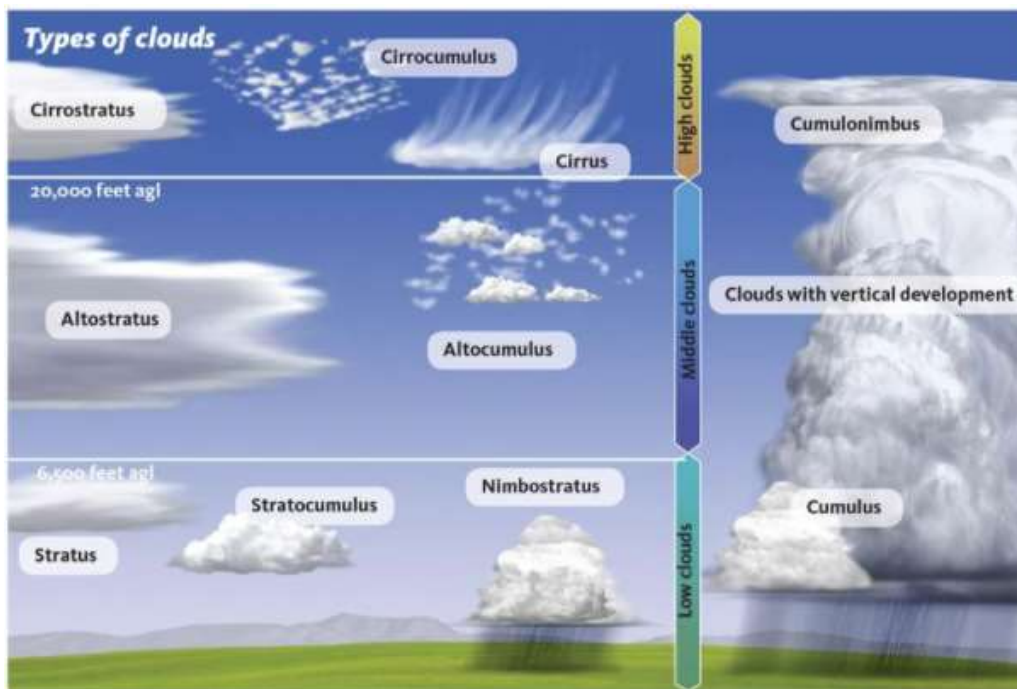 Types of clouds
Cirrocumulus
Cirrostratus
Cirrus
High clouds
Cumulonimbus
20,000 feet agl
Altostratus
Altocumulus
Middle clouds
Clouds with vertical development
6,500 feet agl
Stratus
Stratocumulus
Nimbostratus
Low clouds
Cumulus